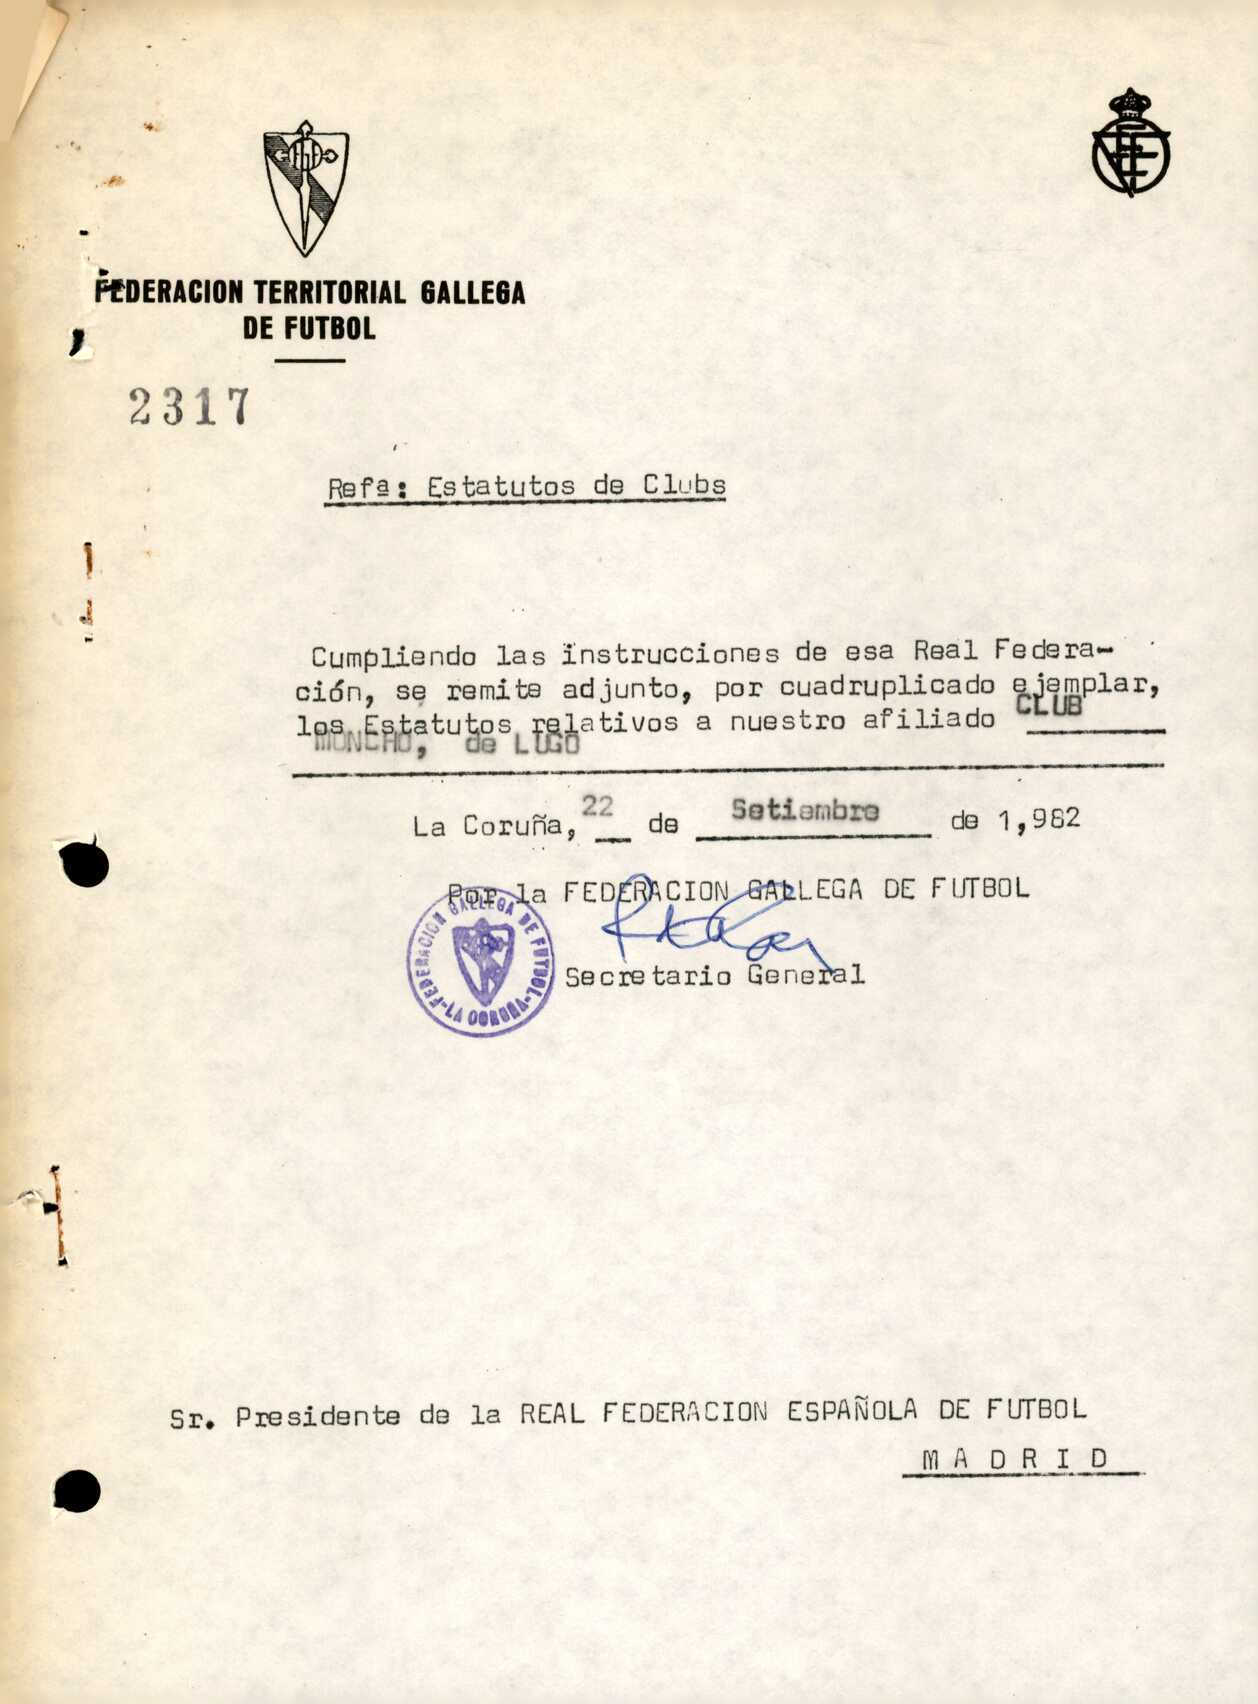 FEDERACION TERRITORIAL GALLEGA
DE FUTBOL
2317
Refª: Estatutos de Clubs
Cumpliendo las instrucciones de esa Real Federa-
ción, se remite adjunto, por cuadruplicado ejemplar,
los Estatutos relativos a nuestro afiliado CLUB
MONCHO, de LUGO
La Coruña, 22 de Setiembre de 1,982
Por la FEDERACION GALLEGA DE FUTBOL
FEDERACION GALLEGA DE FUTBOL-LA CORUÑA-
Secretario General
Sr. Presidente de la REAL FEDERACION ESPAÑOLA DE FUTBOL
MADRID